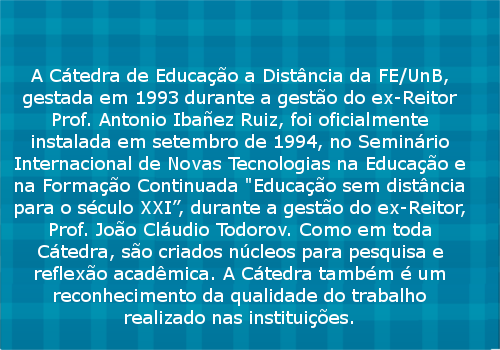 A Cátedra de Educação a Distância da FE/UnB,
gestada em 1993 durante a gestão do ex-Reitor
Prof. Antonio Ibañez Ruiz, foi oficialmente
instalada em setembro de 1994, no Seminário
Internacional de Novas Tecnologias na Educação e
na Formação Continuada "Educação sem distância
para o século XXI”, durante a gestão do ex-Reitor,
Prof. João Cláudio Todorov. Como em toda
Cátedra, são criados núcleos para pesquisa e
reflexão acadêmica. A Cátedra também é um
reconhecimento da qualidade do trabalho
realizado nas instituições.